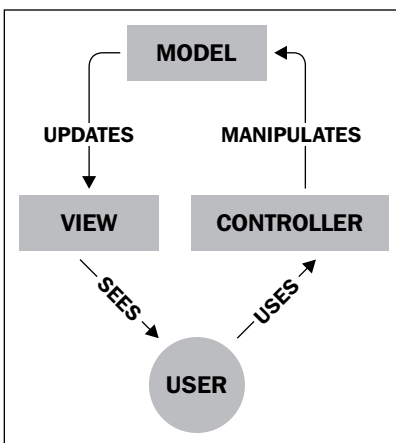 MODEL
UPDATES
MANIPULATES
VIEW
CONTROLLER
SEES
USES
USER